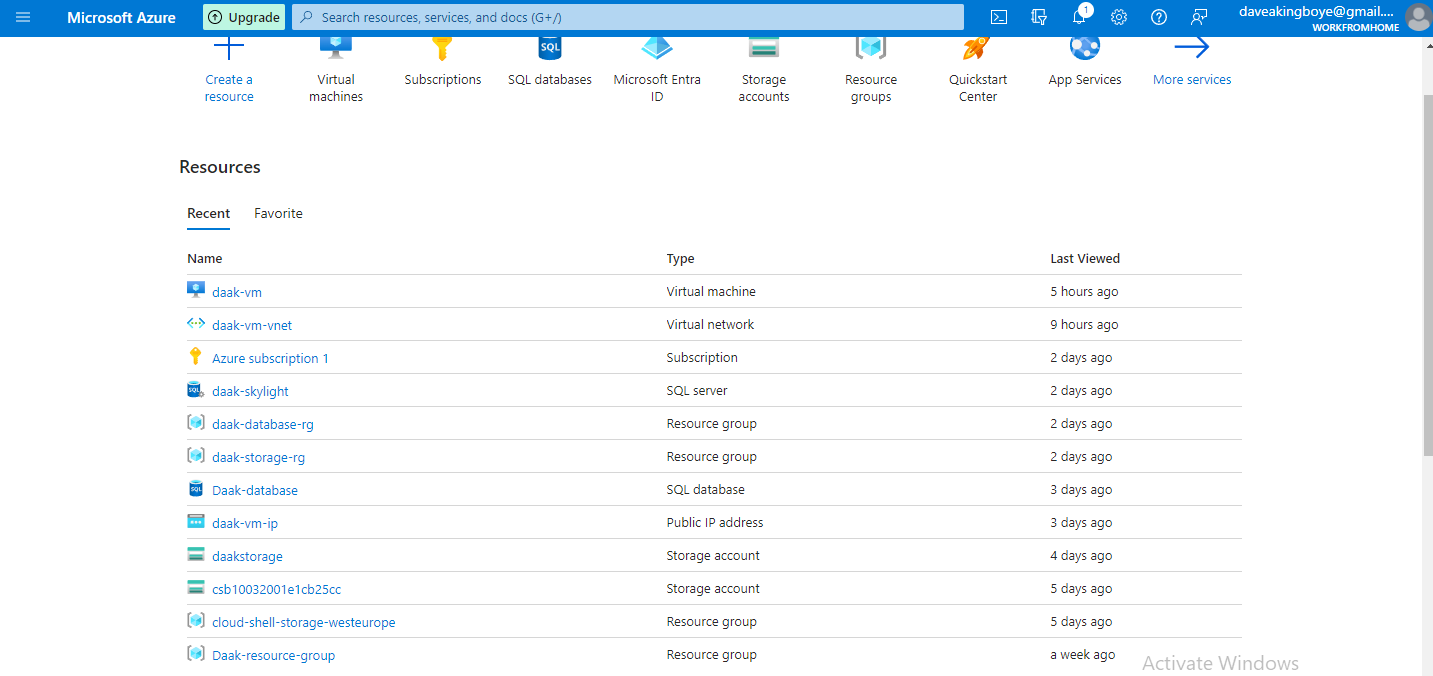 Microsoft Azure
Upgrade
Search resources, services, and docs (G+/)
1
daveakingboye@gmail....
WORKFROMHOME
Create a
resource
Virtual
machines
Subscriptions
SQL
SQL databases
Microsoft Entra
ID
Storage
accounts
Resource
groups
Quickstart
Center
App Services
More services
Resources
Recent Favorite
Name Type Last Viewed
daak-vm Virtual machine 5 hours ago
daak-vm-vnet Virtual network 9 hours ago
Azure subscription 1 Subscription 2 days ago
SQL daak-skylight SQL server 2 days ago
daak-database-rg Resource group 2 days ago
daak-storage-rg Resource group 2 days ago
SQL Daak-database SQL database 3 days ago
daak-vm-ip Public IP address 3 days ago
daakstorage Storage account 4 days ago
csb10032001e1cb25cc Storage account 5 days ago
cloud-shell-storage-westeurope Resource group 5 days ago
Daak-resource-group Resource group a week ago
Activate Windows